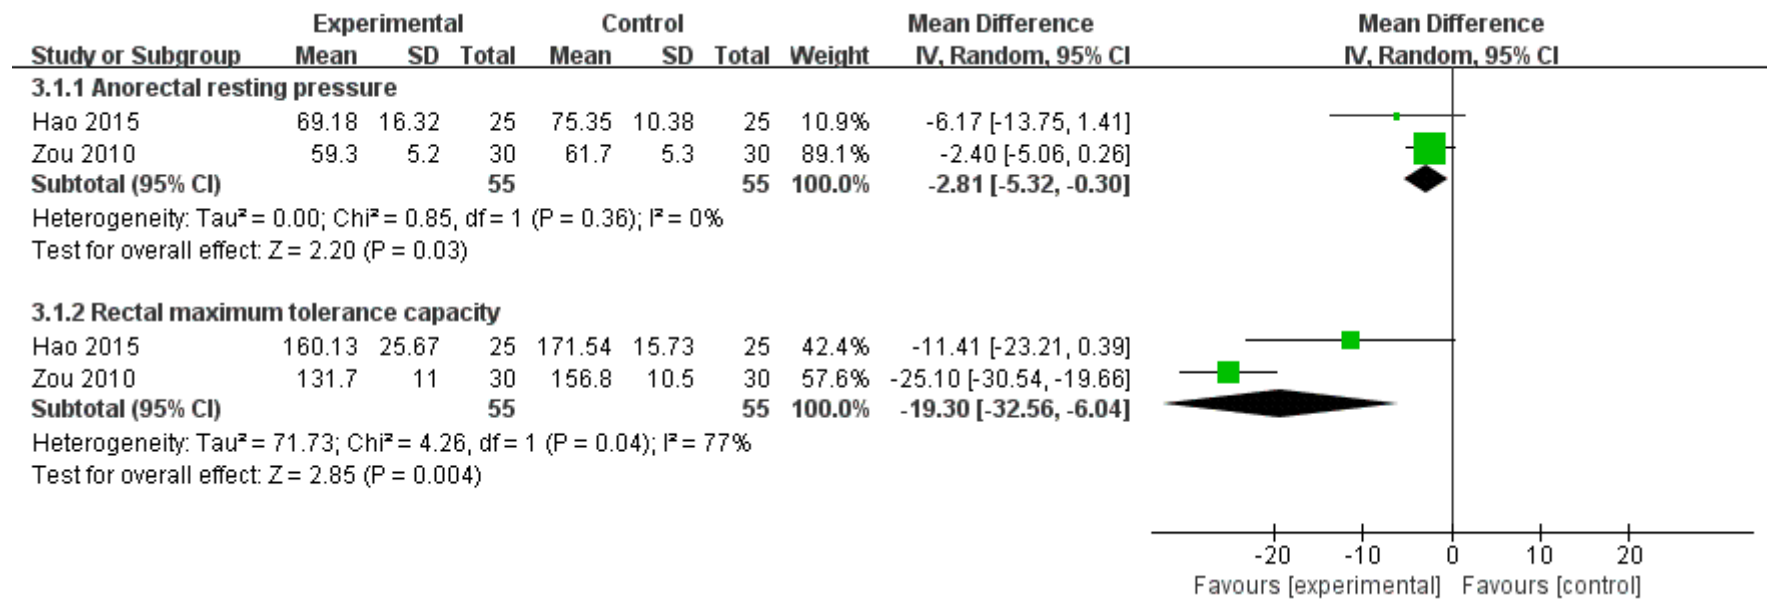 Experimental Control Mean Difference Mean Difference
Study or Subgroup Mean SD Total Mean SD Total Weight IV, Random, 95% CI IV, Random, 95% CI
3.1.1 Anorectal resting pressure
Hao 2015 69.18 16.32 25 75.35 10.38 25 10.9% -6.17 [-13.75, 1.41]
Zou 2010 59.3 5.2 30 61.7 5.3 30 89.1% -2.40 [-5.06, 0.26]
Subtotal (95% CI) 55 55 100.0% -2.81 [-5.32, -0.30]
Heterogeneity: Tau² = 0.00; Chi² = 0.85, df = 1 (P = 0.36); I² = 0%
Test for overall effect: Z = 2.20 (P = 0.03)
3.1.2 Rectal maximum tolerance capacity
Hao 2015 160.13 25.67 25 171.54 15.73 25 42.4% -11.41 [-23.21, 0.39]
Zou 2010 131.7 11 30 156.8 10.5 30 57.6% -25.10 [-30.54, -19.66]
Subtotal (95% CI) 55 55 100.0% -19.30 [-32.56, -6.04]
Heterogeneity: Tau² = 71.73; Chi² = 4.26, df = 1 (P = 0.04); I² = 77%
Test for overall effect: Z = 2.85 (P = 0.004)
-20 -10 0 10 20
Favours [experimental] Favours [control]